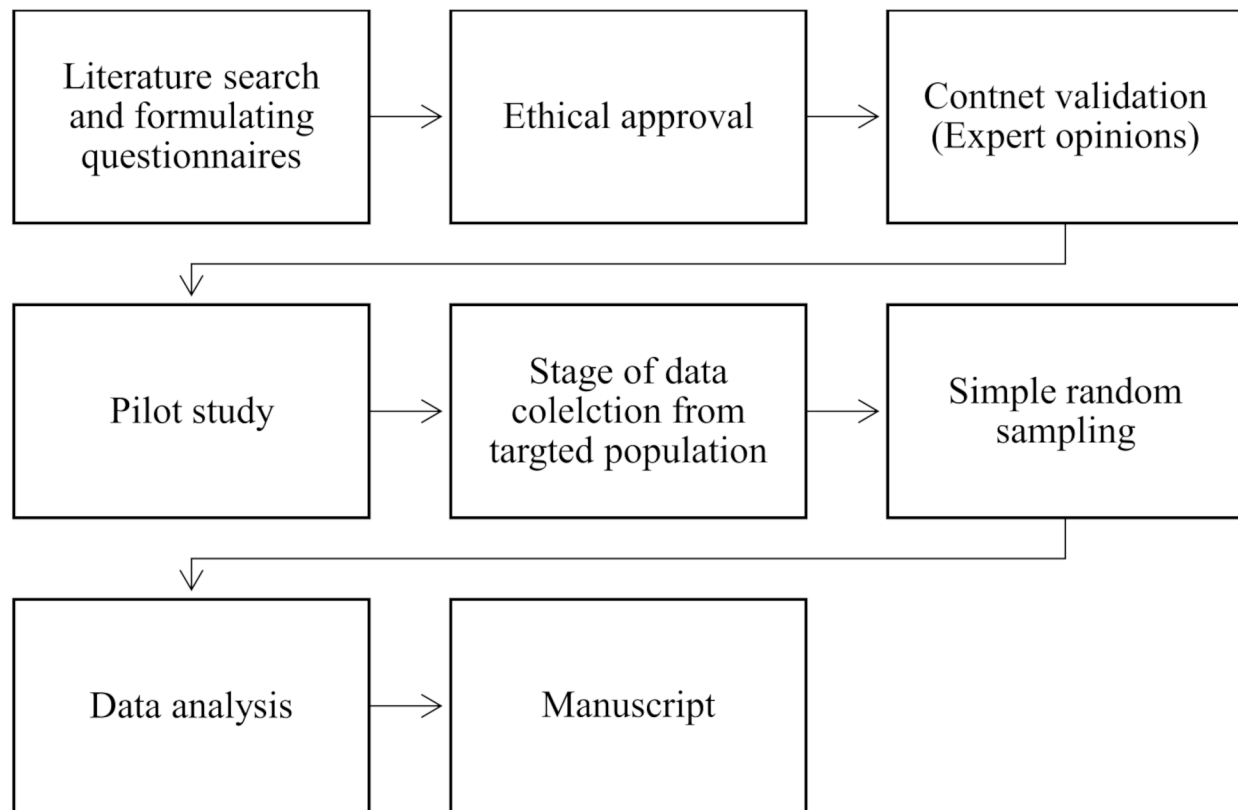 Literature search
and formulating
questionnaires
Ethical approval
Contnet validation
(Expert opinions)
Pilot study
Stage of data
colelction from
targted population
Simple random
sampling
Data analysis
Manuscript